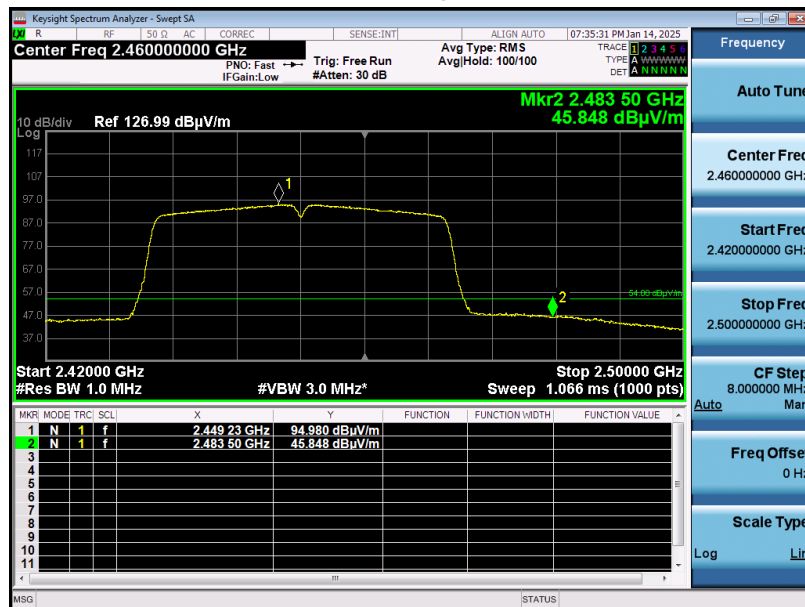 Keysight Spectrum Analyzer - Swept SA
LXI R RF 50 Ω AC CORREC SENSE:INT ALIGN AUTO 07:35:31 PM Jan 14, 2025
Center Freq 2.460000000 GHz
PNO: Fast
IFGain:Low
Trig: Free Run
#Atten: 30 dB
Avg Type: RMS
Avg|Hold: 100/100
TRACE 1 2 3 4 5 6
TYPE A WWWWW
DET A N N N N N
Mkr2 2.483 50 GHz
45.848 dBµV/m
10 dB/div Ref 126.99 dBµV/m
Log
117
107
97.0
87.0
77.0
67.0
57.0
47.0
37.0
1
2
54.00 dBµV/m
Start 2.42000 GHz Stop 2.50000 GHz
#Res BW 1.0 MHz #VBW 3.0 MHz* Sweep 1.066 ms (1000 pts)
MKR MODE TRC SCL X Y FUNCTION FUNCTION WIDTH FUNCTION VALUE
1 N 1 f 2.449 23 GHz 94.980 dBµV/m
2 N 1 f 2.483 50 GHz 45.848 dBµV/m
3
4
5
6
7
8
9
10
11
MSG STATUS
Frequency
Auto Tune
Center Freq
2.460000000 GHz
Start Freq
2.420000000 GHz
Stop Freq
2.500000000 GHz
CF Step
8.000000 MHz
Auto Man
Freq Offset
0 Hz
Scale Type
Log Lin